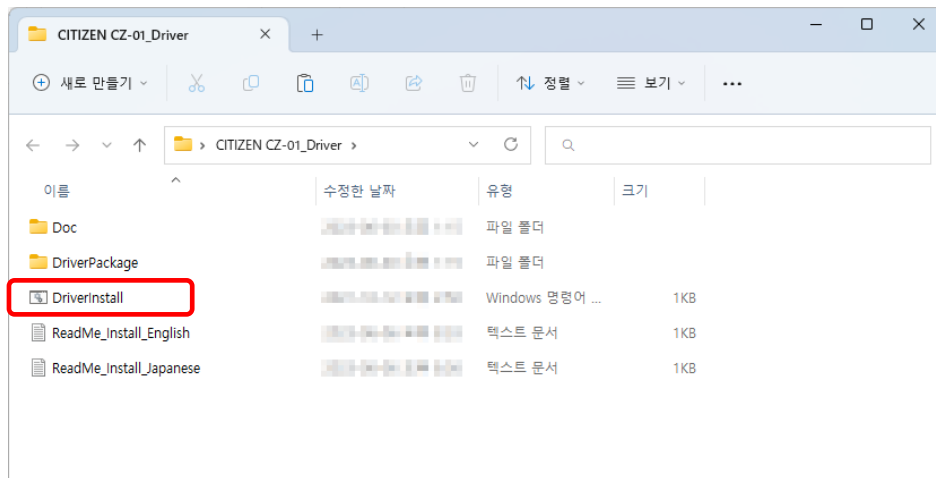 CITIZEN CZ-01_Driver
새로 만들기
정렬
보기
CITIZEN CZ-01_Driver
이름 수정한 날짜 유형 크기
Doc 파일 폴더
DriverPackage 파일 폴더
DriverInstall Windows 명령어 ... 1KB
ReadMe_Install_English 텍스트 문서 1KB
ReadMe_Install_Japanese 텍스트 문서 1KB